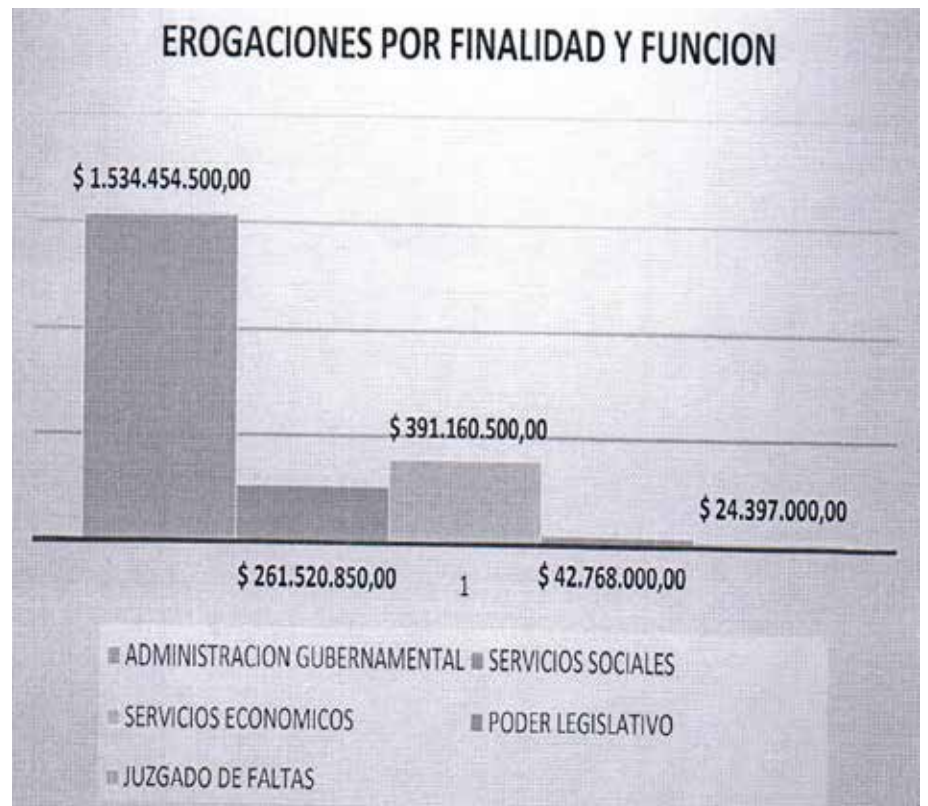 EROGACIONES POR FINALIDAD Y FUNCION
$ 1.534.454.500,00
$ 391.160.500,00
$ 24.397.000,00
$ 261.520.850,00 1 $ 42.768.000,00
ADMINISTRACION GUBERNAMENTAL SERVICIOS SOCIALES
SERVICIOS ECONOMICOS PODER LEGISLATIVO
JUZGADO DE FALTAS